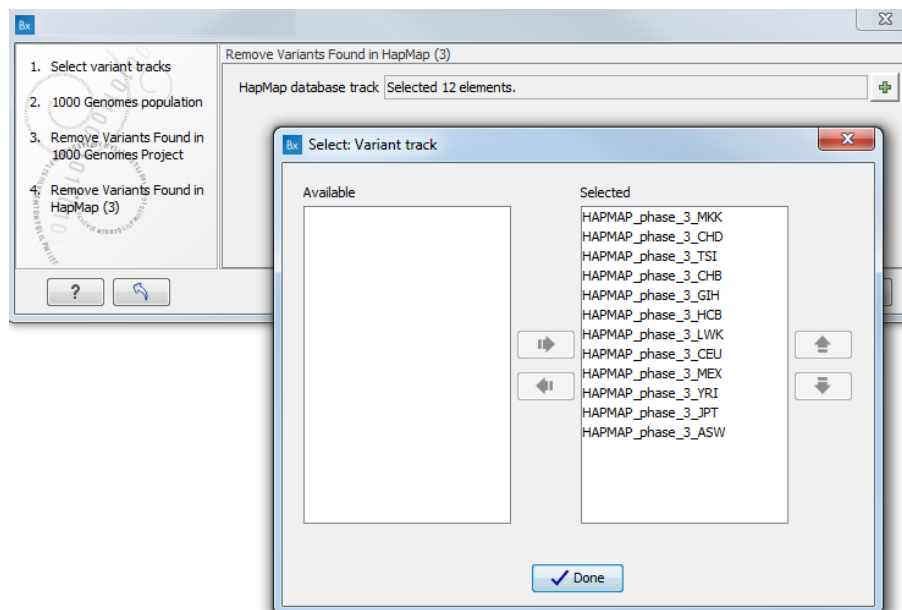 Bx
1. Select variant tracks
2. 1000 Genomes population
3. Remove Variants Found in
1000 Genomes Project
4. Remove Variants Found in
HapMap (3)
Remove Variants Found in HapMap (3)
HapMap database track Selected 12 elements.
?
Bx Select: Variant track
Available
Selected
HAPMAP_phase_3_MKK
HAPMAP_phase_3_CHD
HAPMAP_phase_3_TSI
HAPMAP_phase_3_CHB
HAPMAP_phase_3_GIH
HAPMAP_phase_3_HCB
HAPMAP_phase_3_LWK
HAPMAP_phase_3_CEU
HAPMAP_phase_3_MEX
HAPMAP_phase_3_YRI
HAPMAP_phase_3_JPT
HAPMAP_phase_3_ASW
Done